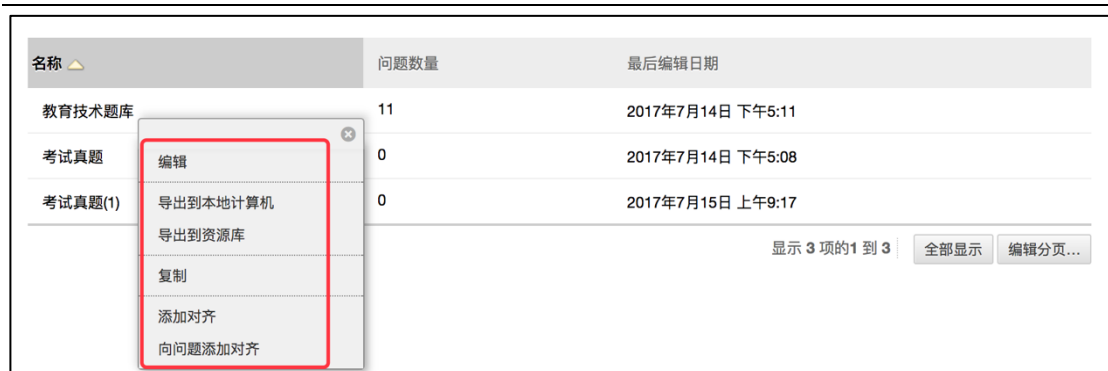 名称 问题数量 最后编辑日期
教育技术题库 11 2017年7月14日 下午5:11
考试真题 0 2017年7月14日 下午5:08
考试真题(1) 0 2017年7月15日 上午9:17
编辑
导出到本地计算机
导出到资源库
复制
添加对齐
向问题添加对齐
显示 3 项的1 到 3 全部显示 编辑分页...